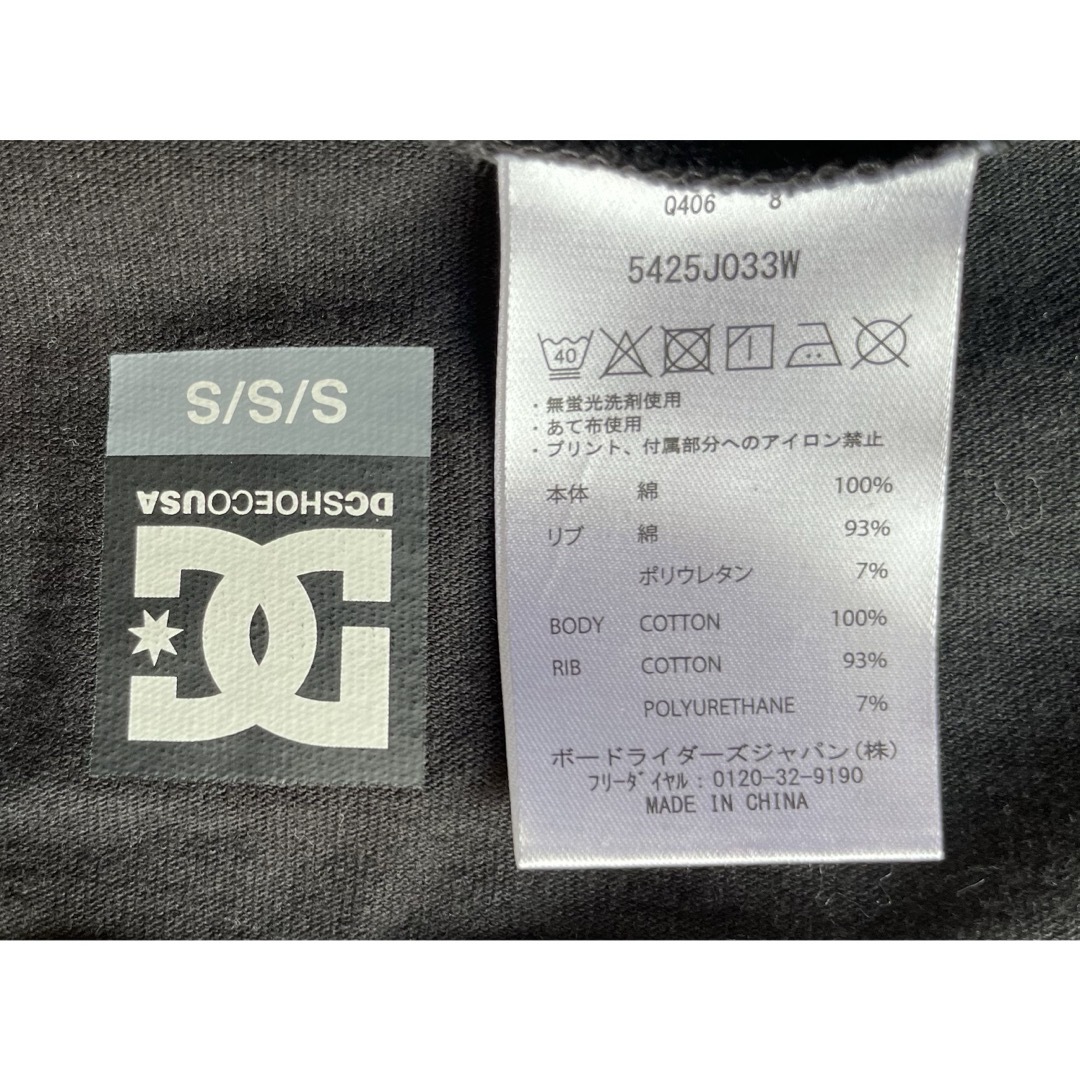 S/S/S
DCSHOECOUSA
DC
Q406 8
5425J033W
40
・無蛍光洗剤使用
・あて布使用
・プリント、付属部分へのアイロン禁止
本体 綿 100%
リブ 綿 93%
ポリウレタン 7%
BODY COTTON 100%
RIB COTTON 93%
POLYURETHANE 7%
ボードライダーズジャパン(株)
フリーダイヤル:0120-32-9190
MADE IN CHINA